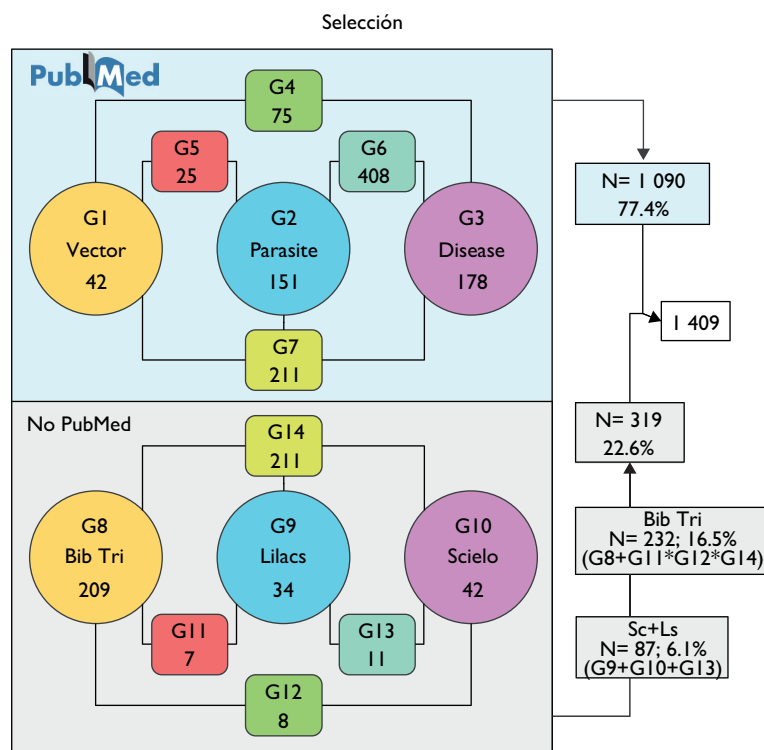 Selección
PubMed
G4
75
G5
25
G6
408
G1
Vector
42
G2
Parasite
151
G3
Disease
178
G7
211
N= 1 090
77.4%
1 409
No PubMed
G14
211
G8
Bib Tri
209
G9
Lilacs
34
G10
Scielo
42
G11
7
G13
11
G12
8
N= 319
22.6%
Bib Tri
N= 232; 16.5%
(G8+G11*G12*G14)
Sc+Ls
N= 87; 6.1%
(G9+G10+G13)